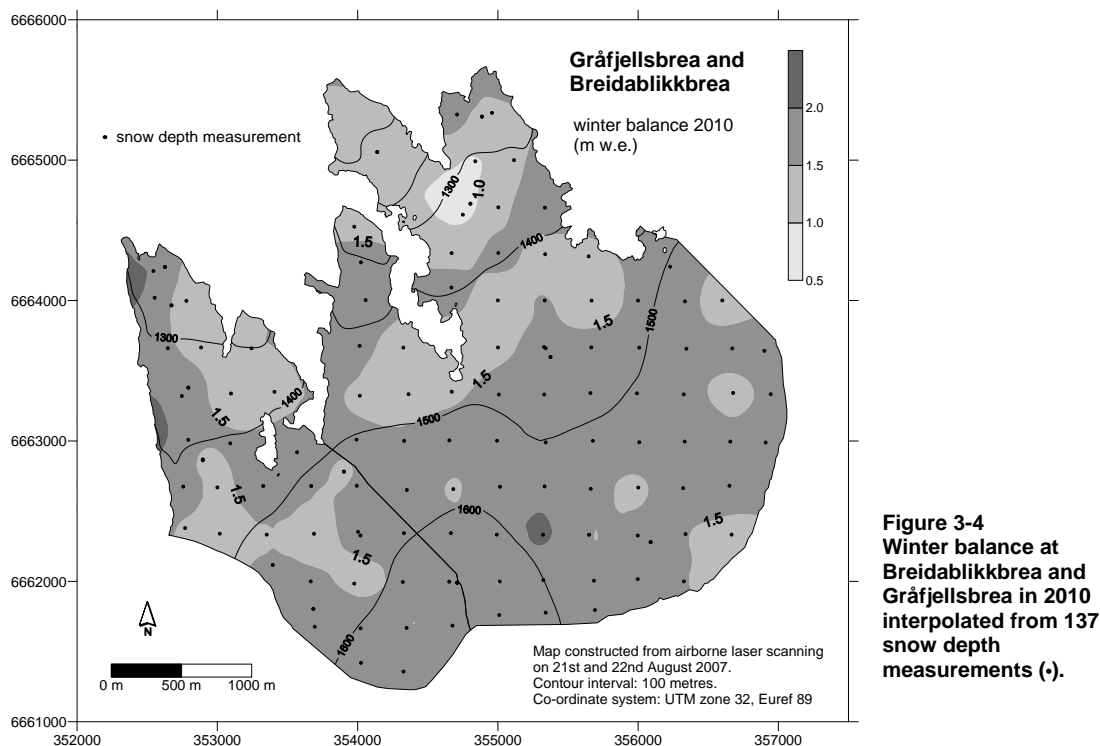 6666000
6665000
6664000
6663000
6662000
6661000
352000
353000
354000
355000
356000
357000
Gråfjellsbrea and
Breidablikkbrea
winter balance 2010
(m w.e.)
2.0
1.5
1.0
0.5
• snow depth measurement
1300
1.0
1400
1.5
1500
1.5
1300
1.5
1400
1.5
1500
1.5
1600
1.5
1.5
1600
N
0 m
500 m
1000 m
Map constructed from airborne laser scanning
on 21st and 22nd August 2007.
Contour interval: 100 metres.
Co-ordinate system: UTM zone 32, Euref 89
Figure 3-4
Winter balance at
Breidablikkbrea and
Gråfjellsbrea in 2010
interpolated from 137
snow depth
measurements (•).